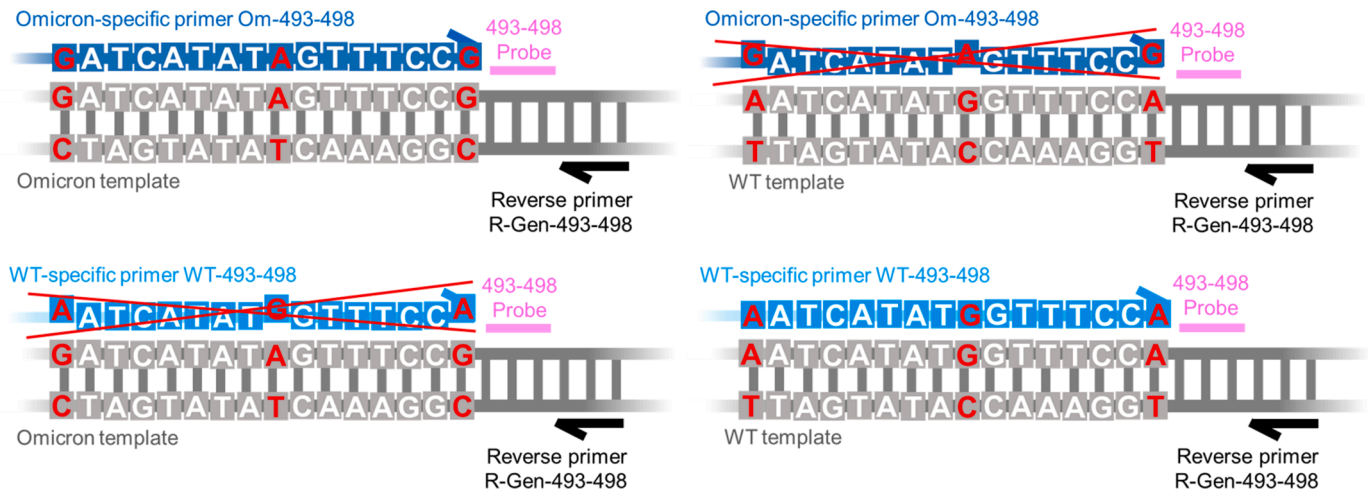 Omicron-specific primer Om-493-498
493-498
Probe
GATCATATAGTTTCCG
GATCATATAGTTTCCG
CTAGTATATCAAAGGC
Omicron template
Reverse primer
R-Gen-493-498
Omicron-specific primer Om-493-498
493-498
Probe
GATCATATAGTTTCCG
AATCATATGGTTTCCA
TTAGTATACCAAAGGT
WT template
Reverse primer
R-Gen-493-498
WT-specific primer WT-493-498
493-498
Probe
AATCATATGGTTTCCA
GATCATATAGTTTCCG
CTAGTATATCAAAGGC
Omicron template
Reverse primer
R-Gen-493-498
WT-specific primer WT-493-498
493-498
Probe
AATCATATGGTTTCCA
AATCATATGGTTTCCA
TTAGTATACCAAAGGT
WT template
Reverse primer
R-Gen-493-498